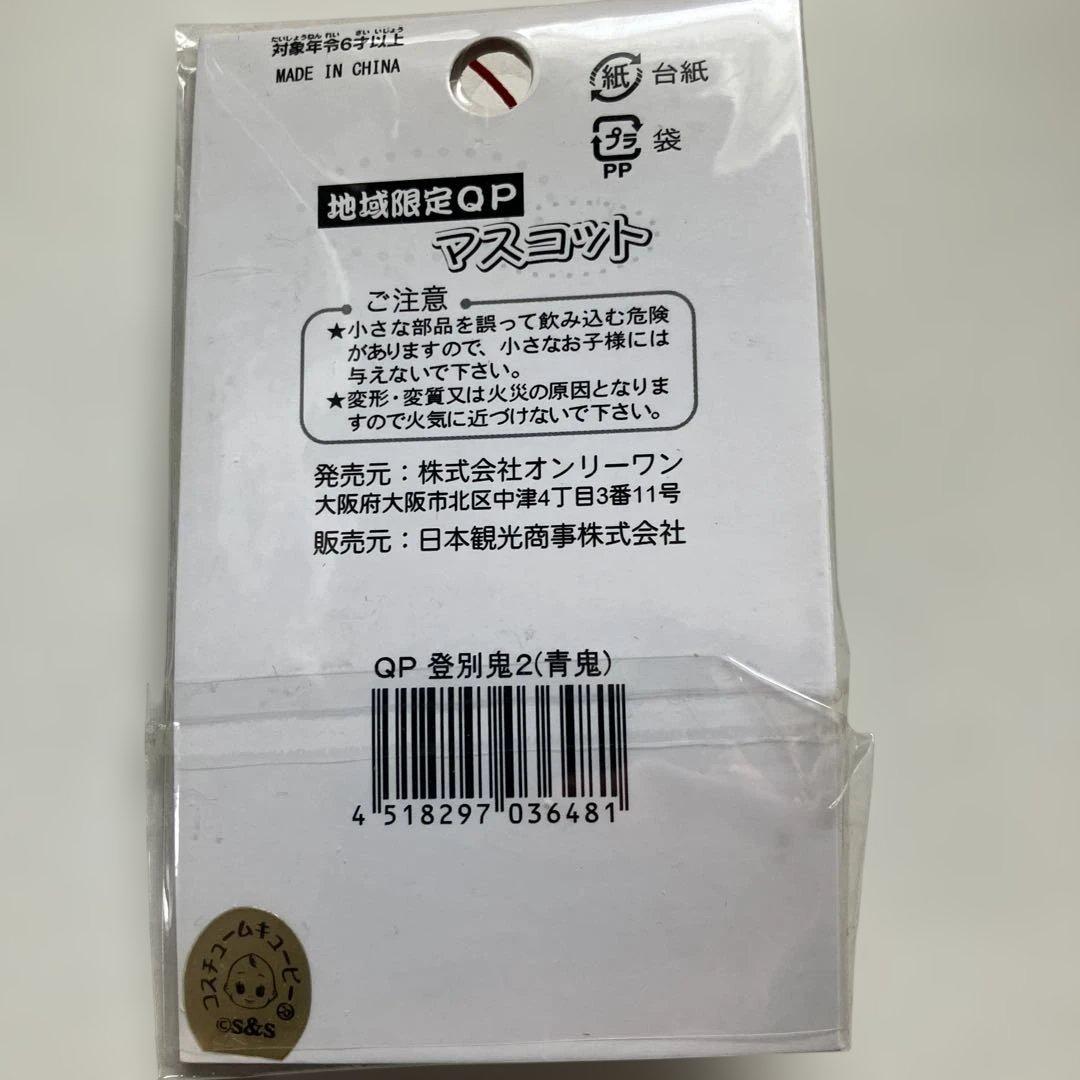 だいしょうねんれい さいいじょう
対象年令6才以上
MADE IN CHINA
紙 台紙
プラ 袋
PP
地域限定QP
マスコット
ご注意
★小さな部品を誤って飲み込む危険
がありますので、小さなお子様には
与えないで下さい。
★変形・変質又は火災の原因となりま
すので火気に近づけないで下さい。
発売元：株式会社オンリーワン
大阪府大阪市北区中津4丁目3番11号
販売元：日本観光商事株式会社
QP 登別鬼2(青鬼)
4 518297 036481
コスチュームキューピー
©S&S